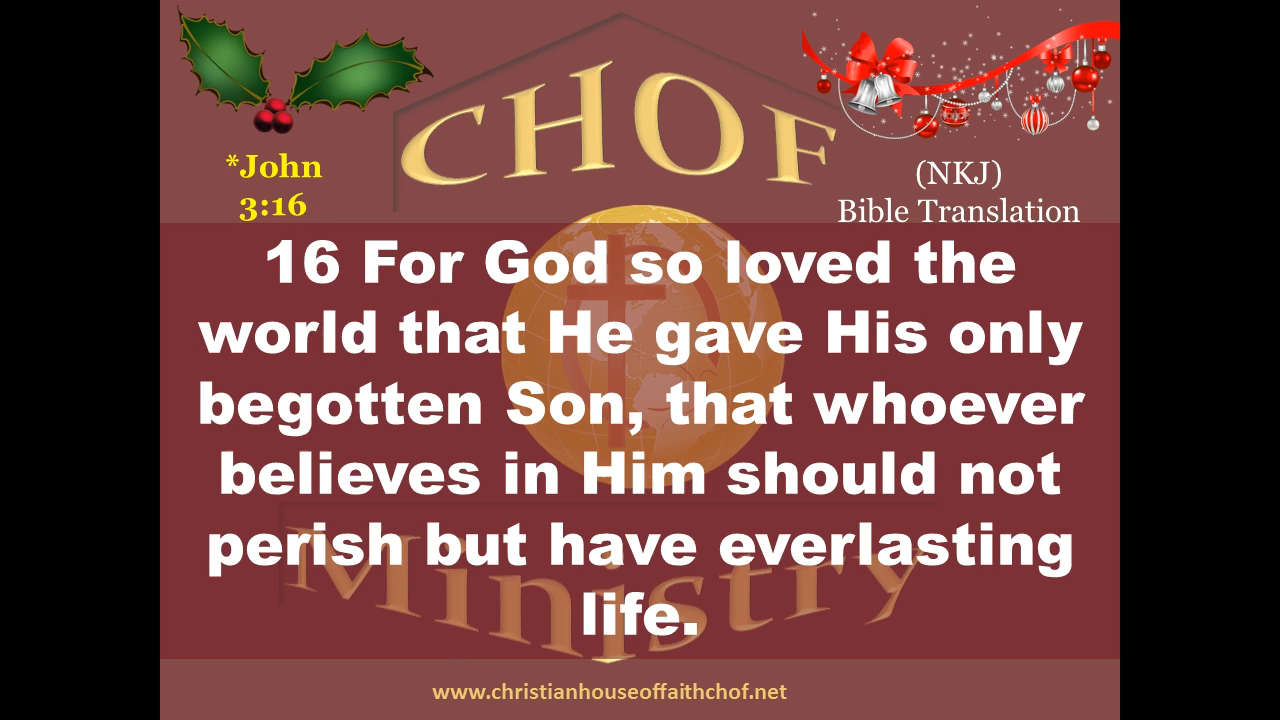 CHOF
*John
3:16
(NKJ)
Bible Translation
16 For God so loved the
world that He gave His only
begotten Son, that whoever
believes in Him should not
perish but have everlasting
life.
Ministry
www.christianhouseoffaithchof.net